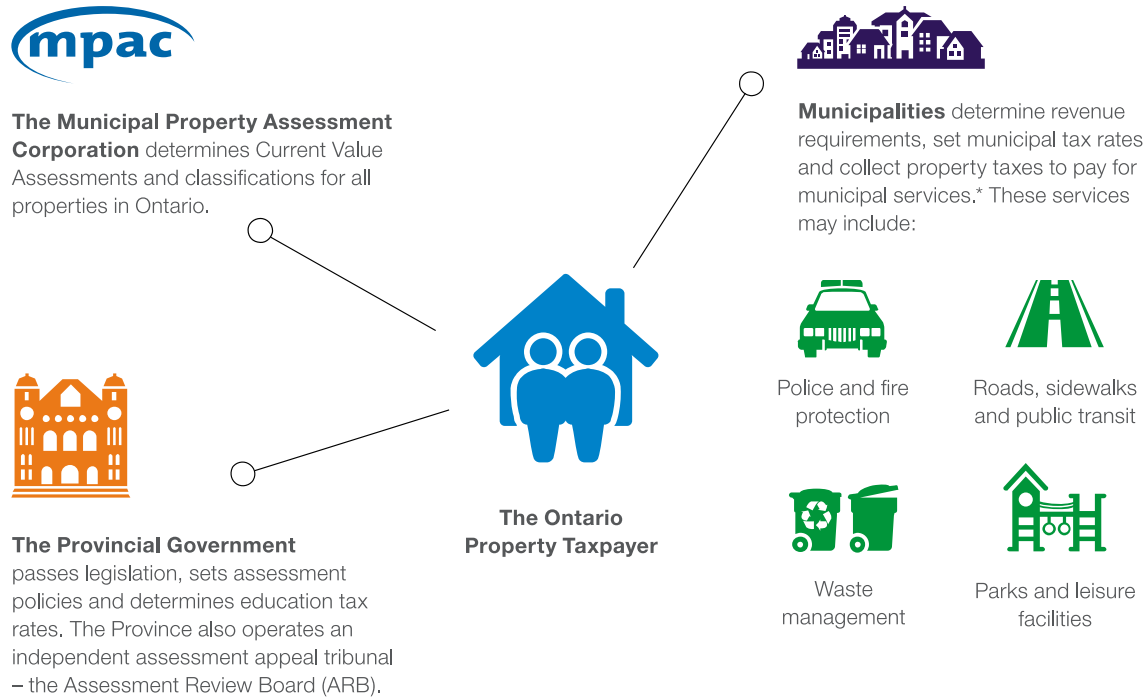 mpac
The Municipal Property Assessment
Corporation determines Current Value
Assessments and classifications for all
properties in Ontario.
The Provincial Government
passes legislation, sets assessment
policies and determines education tax
rates. The Province also operates an
independent assessment appeal tribunal
– the Assessment Review Board (ARB).
The Ontario
Property Taxpayer
Municipalities determine revenue
requirements, set municipal tax rates
and collect property taxes to pay for
municipal services.* These services
may include:
Police and fire
protection
Roads, sidewalks
and public transit
Waste
management
Parks and leisure
facilities